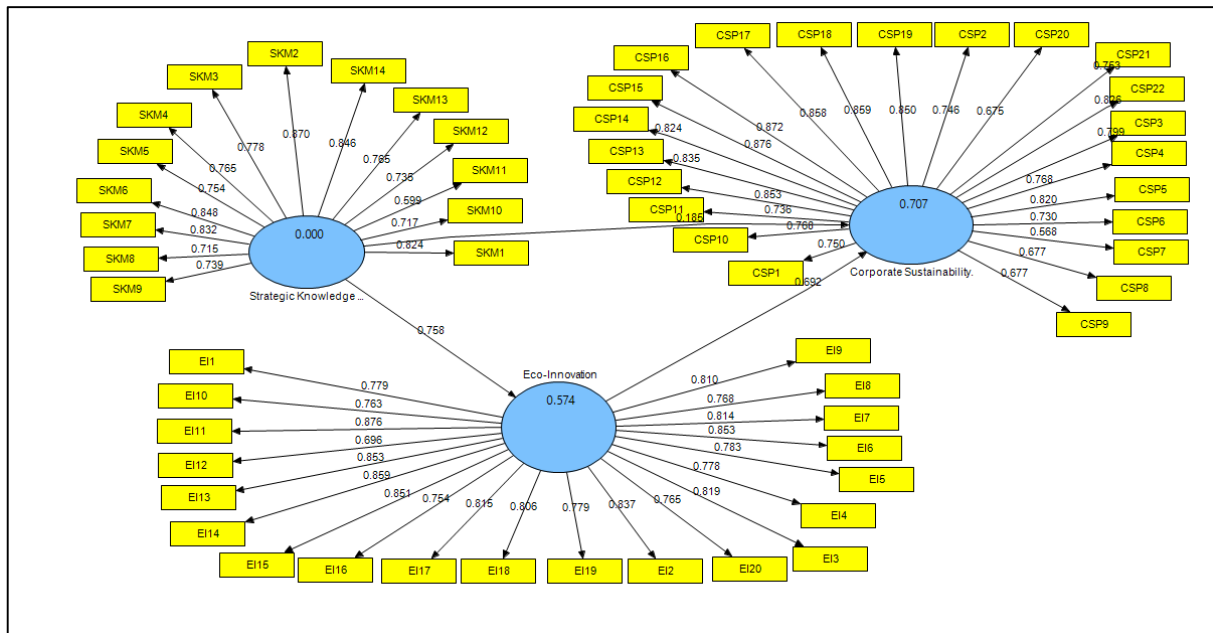 SKM2
SKM3
SKM14
SKM4
SKM13
SKM5
SKM12
SKM6
SKM11
SKM7
SKM10
SKM8
SKM1
SKM9
0.778
0.870
0.846
0.765
0.765
0.735
0.754
0.599
0.848
0.717
0.832
0.824
0.715
0.739
0.000
Strategic Knowledge ...
CSP17
CSP18
CSP19
CSP2
CSP20
CSP16
CSP21
CSP15
CSP22
CSP14
CSP3
CSP13
CSP4
CSP12
CSP5
CSP11
CSP6
CSP10
CSP7
CSP1
CSP8
CSP9
0.858
0.859
0.850
0.746
0.675
0.753
0.872
0.826
0.824
0.876
0.799
0.835
0.768
0.853
0.820
0.736
0.730
0.768
0.568
0.750
0.677
0.677
0.707
Corporate Sustainability.
0.185
0.692
0.758
Eco-Innovation
0.574
EI1
EI9
EI10
EI8
EI11
EI7
EI12
EI6
EI13
EI5
EI14
EI4
EI15
EI16
EI17
EI18
EI19
EI2
EI20
EI3
0.779
0.810
0.763
0.768
0.876
0.814
0.696
0.853
0.853
0.783
0.859
0.778
0.851
0.754
0.815
0.806
0.779
0.837
0.765
0.819